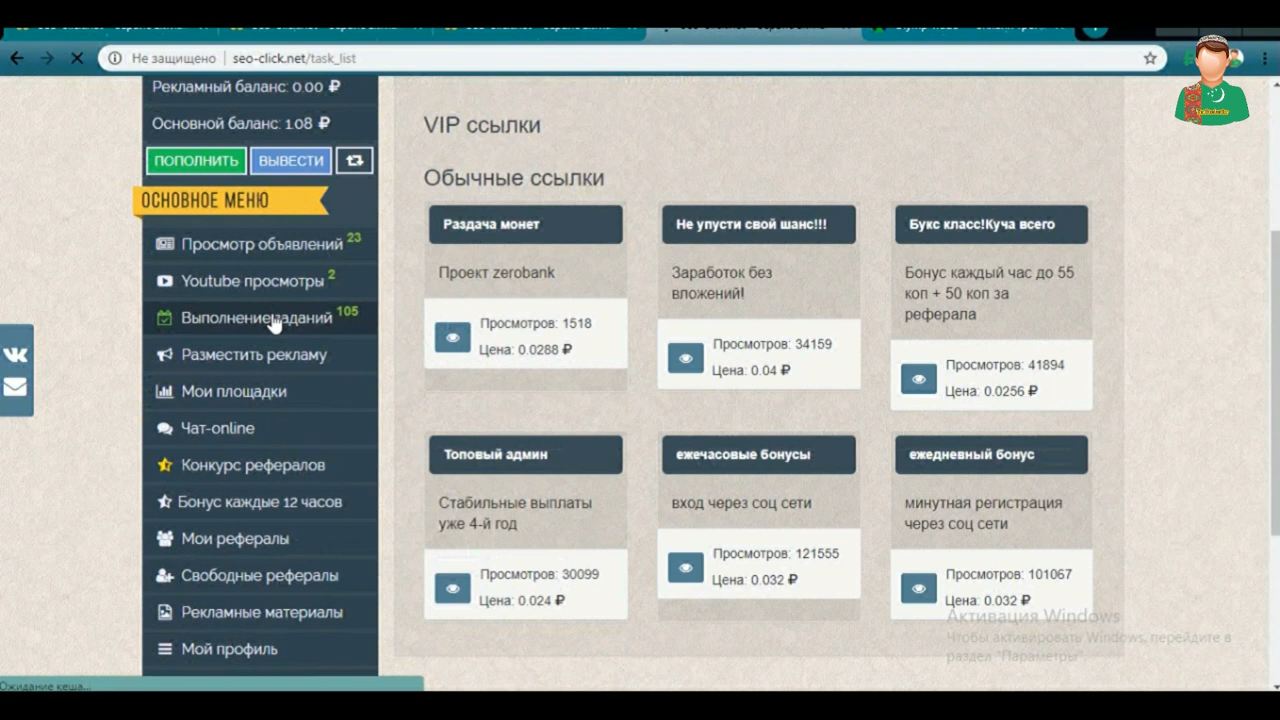 Не защищено
seo-click.net/task_list
Рекламный баланс: 0.00 ₽
Основной баланс: 1.08 ₽
ПОПОЛНИТЬ
ВЫВЕСТИ
ОСНОВНОЕ МЕНЮ
Просмотр объявлений 23
Youtube просмотры 2
Выполнение заданий 105
Разместить рекламу
Мои площадки
Чат-online
Конкурс рефералов
Бонус каждые 12 часов
Мои рефералы
Свободные рефералы
Рекламные материалы
Мой профиль
VIP ссылки
Обычные ссылки
Раздача монет
Проект zerobank
Просмотров: 1518
Цена: 0.0288 ₽
Не упусти свой шанс!!!
Заработок без
вложений!
Просмотров: 34159
Цена: 0.04 ₽
Букс класс!Куча всего
Бонус каждый час до 55
коп + 50 коп за
реферала
Просмотров: 41894
Цена: 0.0256 ₽
Топовый админ
Стабильные выплаты
уже 4-й год
Просмотров: 30099
Цена: 0.024 ₽
ежечасовые бонусы
вход через соц сети
Просмотров: 121555
Цена: 0.032 ₽
ежедневный бонус
минутная регистрация
через соц сети
Просмотров: 101067
Цена: 0.032 ₽
Активация Windows
Чтобы активировать Windows, перейдите в
раздел "Параметры".
Ожидание кеша...